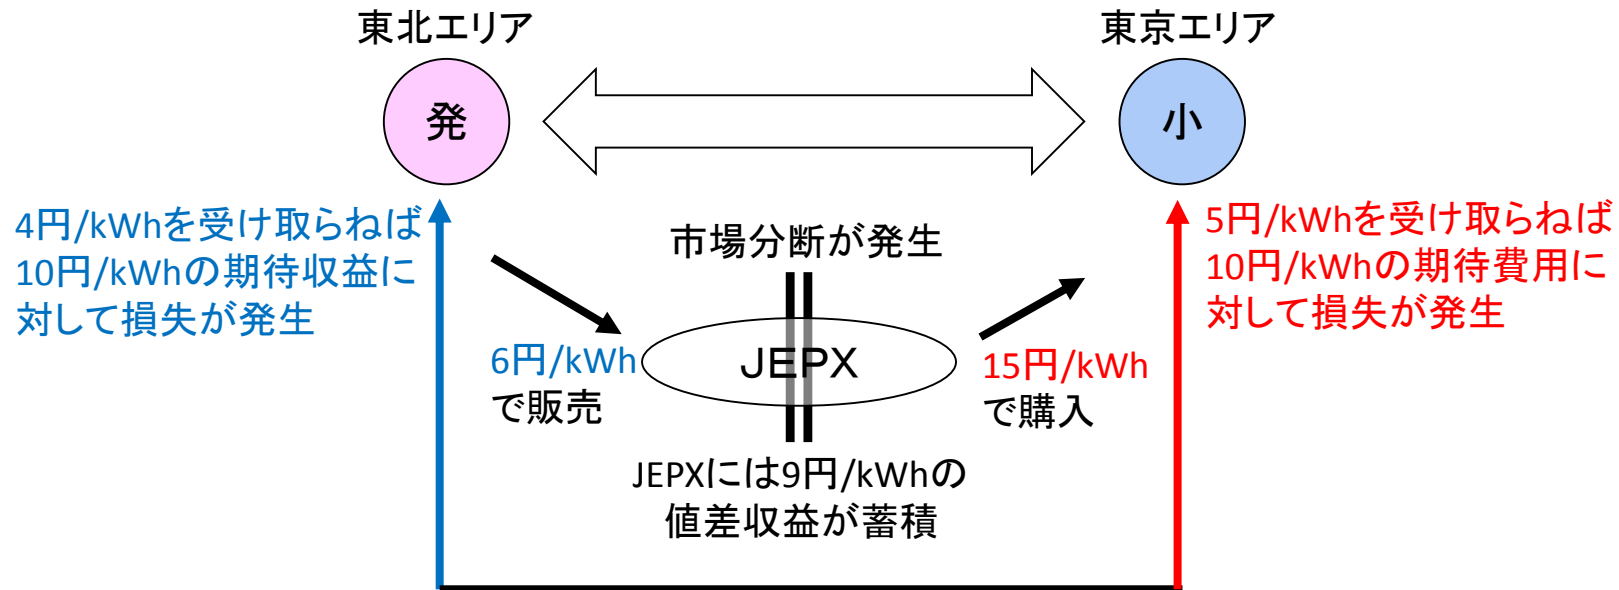 東北エリア
東京エリア
発
小
4円/kWhを受け取らねば
10円/kWhの期待収益に
対して損失が発生
市場分断が発生
5円/kWhを受け取らねば
10円/kWhの期待費用に
対して損失が発生
6円/kWh
で販売
JEPX
15円/kWh
で購入
JEPXには9円/kWhの
値差収益が蓄積